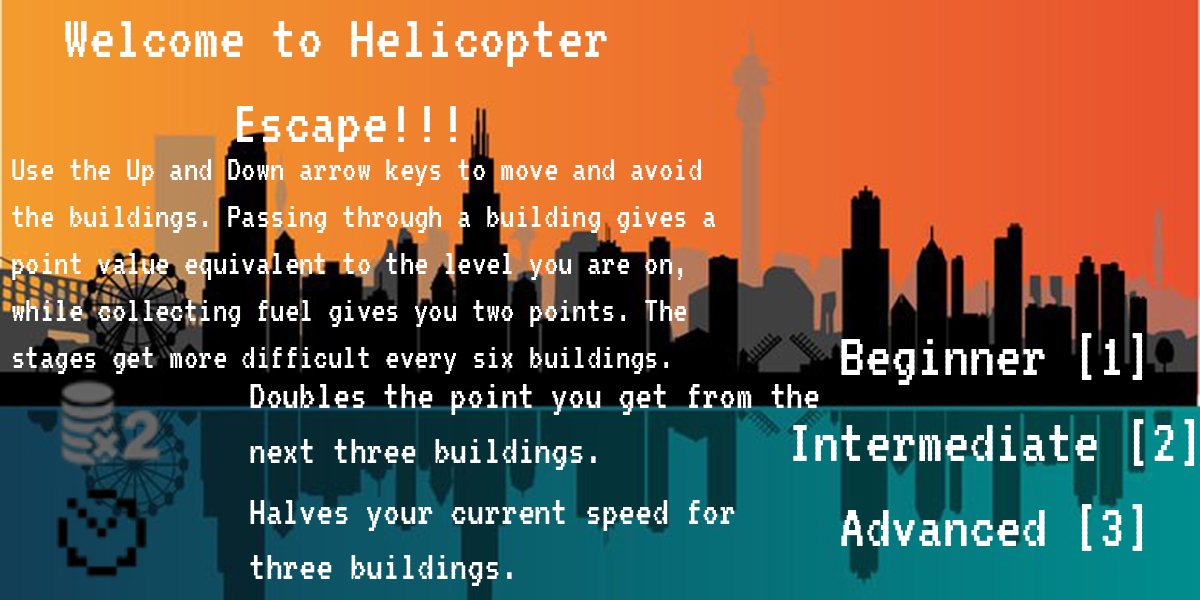 Welcome to Helicopter
Escape!!!
Use the Up and Down arrow keys to move and avoid
the buildings. Passing through a building gives a
point value equivalent to the level you are on,
while collecting fuel gives you two points. The
stages get more difficult every six buildings.
Beginner [1]
Doubles the point you get from the
next three buildings.
x2
Intermediate [2]
Halves your current speed for
three buildings.
Advanced [3]